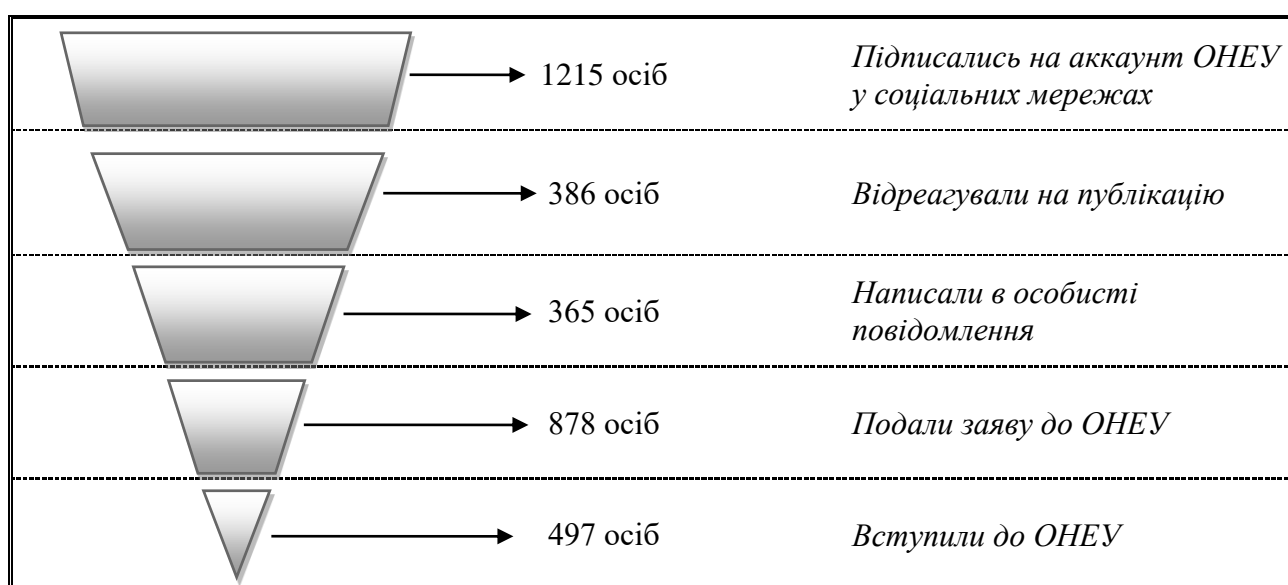 1215 осіб
Підписались на аккаунт ОНЕУ
у соціальних мережах
386 осіб
Відреагували на публікацію
365 осіб
Написали в особисті
повідомлення
878 осіб
Подали заяву до ОНЕУ
497 осіб
Вступили до ОНЕУ